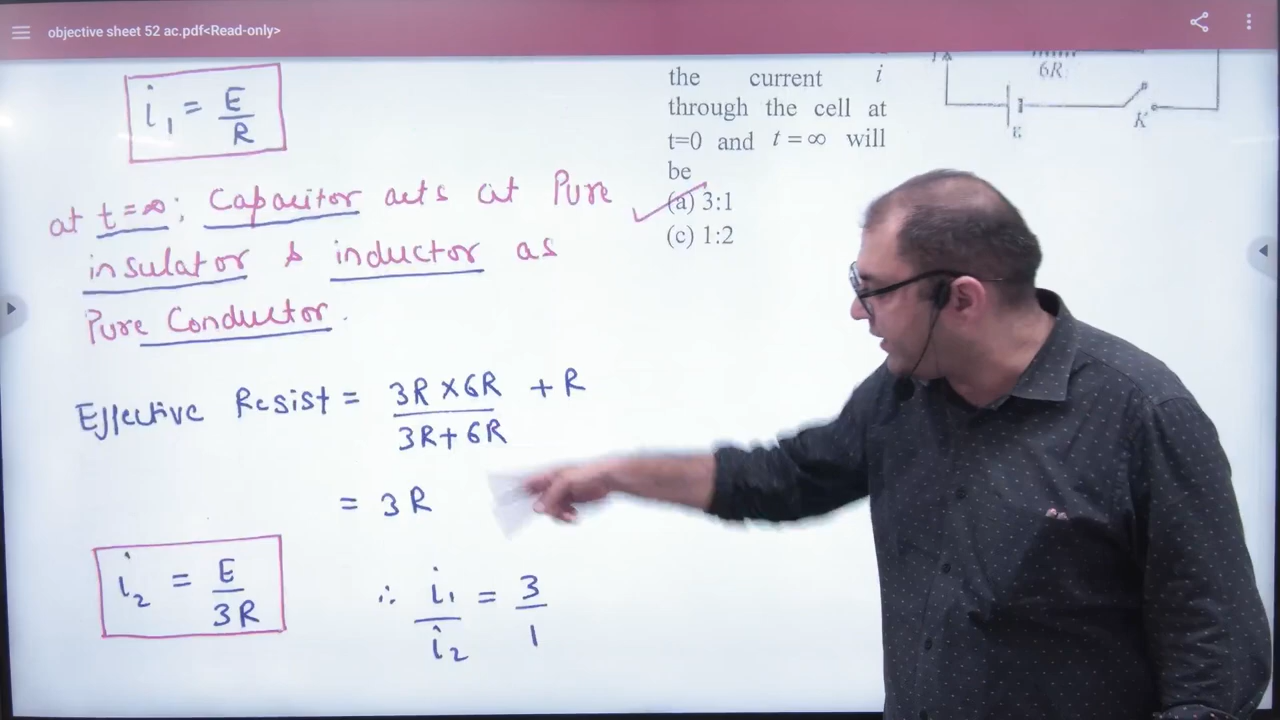 objective sheet 52 ac.pdf<Read-only>
i₁ = E/R
at t=∞; Capacitor acts at Pure
insulator & inductor as
Pure Conductor.
Effective Resist = 3R×6R/3R+6R + R
= 3R
i₂ = E/3R
∴ i₁/i₂ = 3/1
the current i
through the cell at
t=0 and t=∞ will
be
(a) 3:1
(c) 1:2
6R
E
K